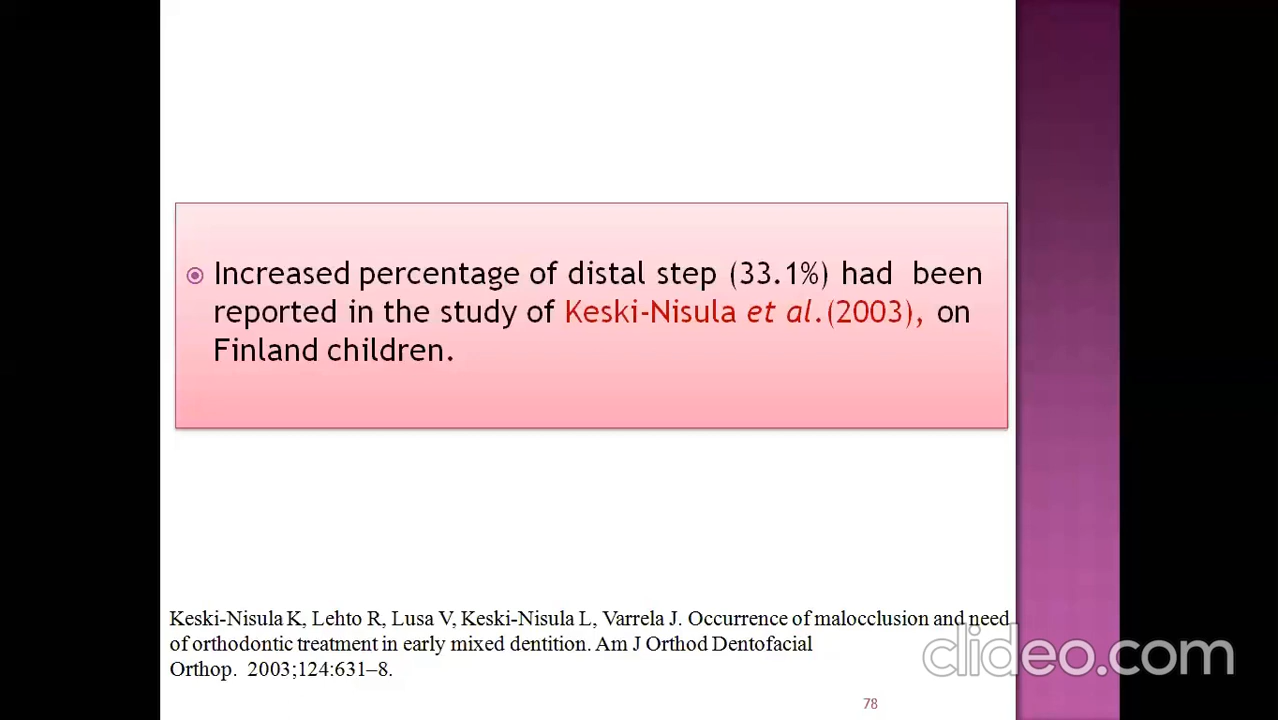 Increased percentage of distal step (33.1%) had been
reported in the study of Keski-Nisula et al.(2003), on
Finland children.
Keski-Nisula K, Lehto R, Lusa V, Keski-Nisula L, Varrela J. Occurrence of malocclusion and need
of orthodontic treatment in early mixed dentition. Am J Orthod Dentofacial
Orthop. 2003;124:631–8.
clideo.com
78